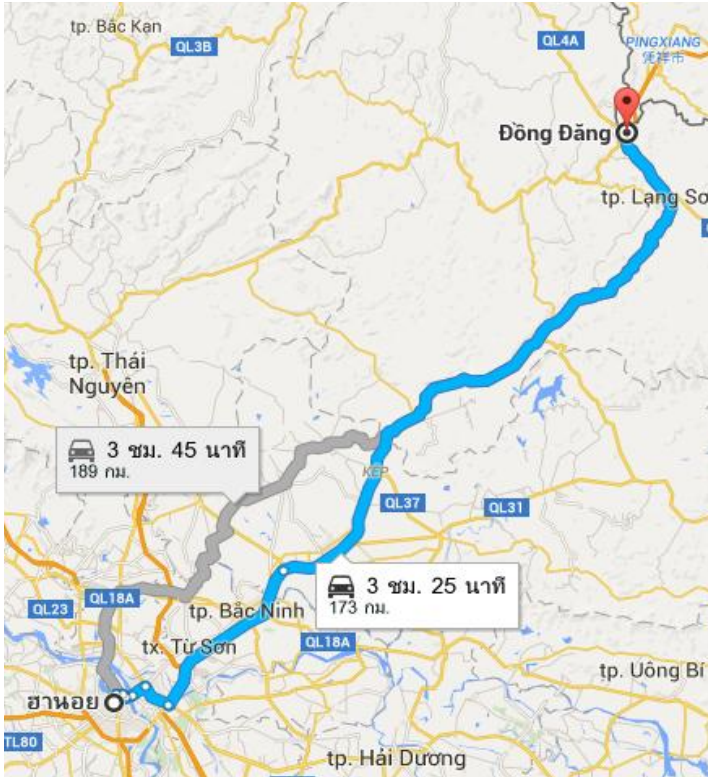 tp. Bắc Kạn
QL3B
QL4A
PINGXIANG
凭祥市
Đồng Đăng
tp. Lạng Sơ
tp. Thái
Nguyên
3 ชม. 45 นาที
189 กม.
KÉP
QL37
QL31
3 ชม. 25 นาที
173 กม.
QL18A
QL23
tp. Bắc Ninh
tx. Từ Sơn
QL18A
tp. Uông Bí
ฮานอย
TL80
tp. Hải Dương